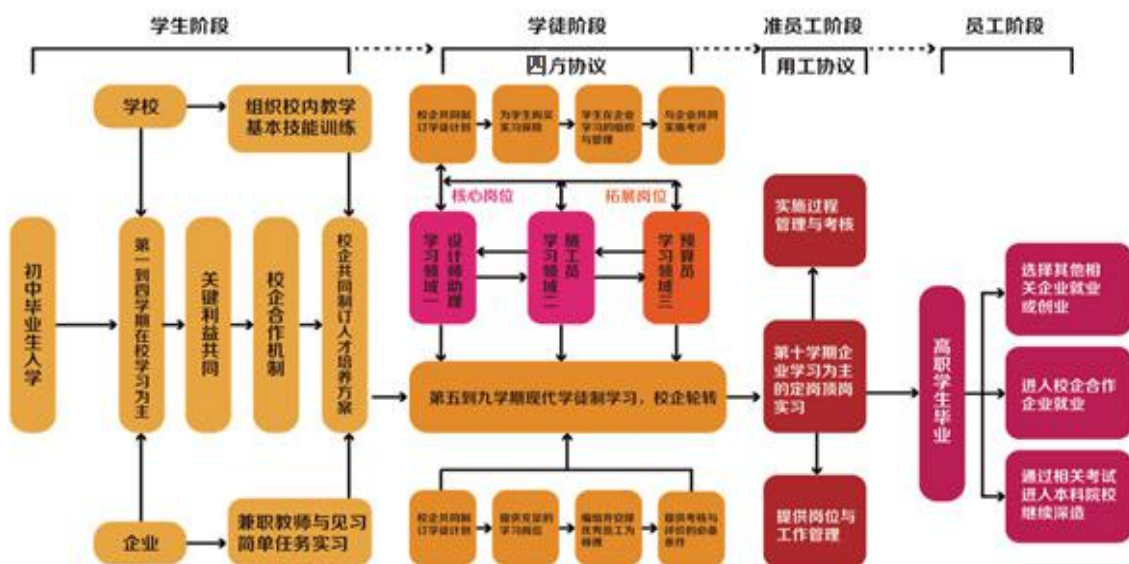 学生阶段
学徒阶段
准员工阶段
员工阶段
四方协议
用工协议
学校
组织校内教学
基本技能训练
校企共同制
订学徒计划
为学生购买
实习保险
学生在企业
学习的组织
与管理
与企业共同
实施考评
核心岗位
拓展岗位
初中毕业生入学
第一到四学期在校学习为主
关键利益共同
校企合作机制
校企共同制订人才培养方案
设计师助理
学习领域一
施工员
学习领域二
预算员
学习领域三
实施过程
管理与考核
第五到九学期现代学徒制学习，校企轮转
第十学期企
业学习为主
的定岗顶岗
实习
高职学生毕业
选择其他相
关企业就业
或创业
进入校企合作
企业就业
通过相关考试
进入本科院校
继续深造
企业
兼职教师与见习
简单任务实习
校企共同制
订学徒计划
提供充足的
学习岗位
优秀员工为
提供考核与
评价的必备
条件
提供岗位与
工作管理